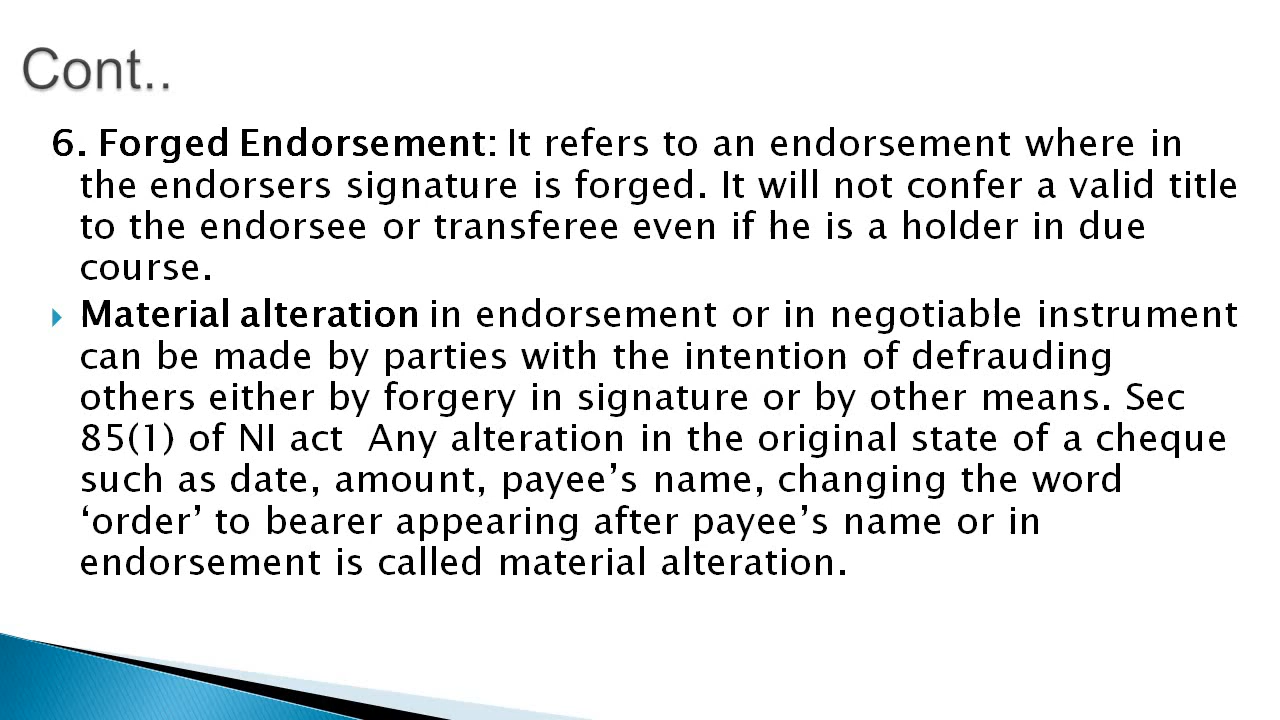 Cont..
6. Forged Endorsement: It refers to an endorsement where in
the endorsers signature is forged. It will not confer a valid title
to the endorsee or transferee even if he is a holder in due
course.
Material alteration in endorsement or in negotiable instrument
can be made by parties with the intention of defrauding
others either by forgery in signature or by other means. Sec
85(1) of NI act  Any alteration in the original state of a cheque
such as date, amount, payee’s name, changing the word
‘order’ to bearer appearing after payee’s name or in
endorsement is called material alteration.